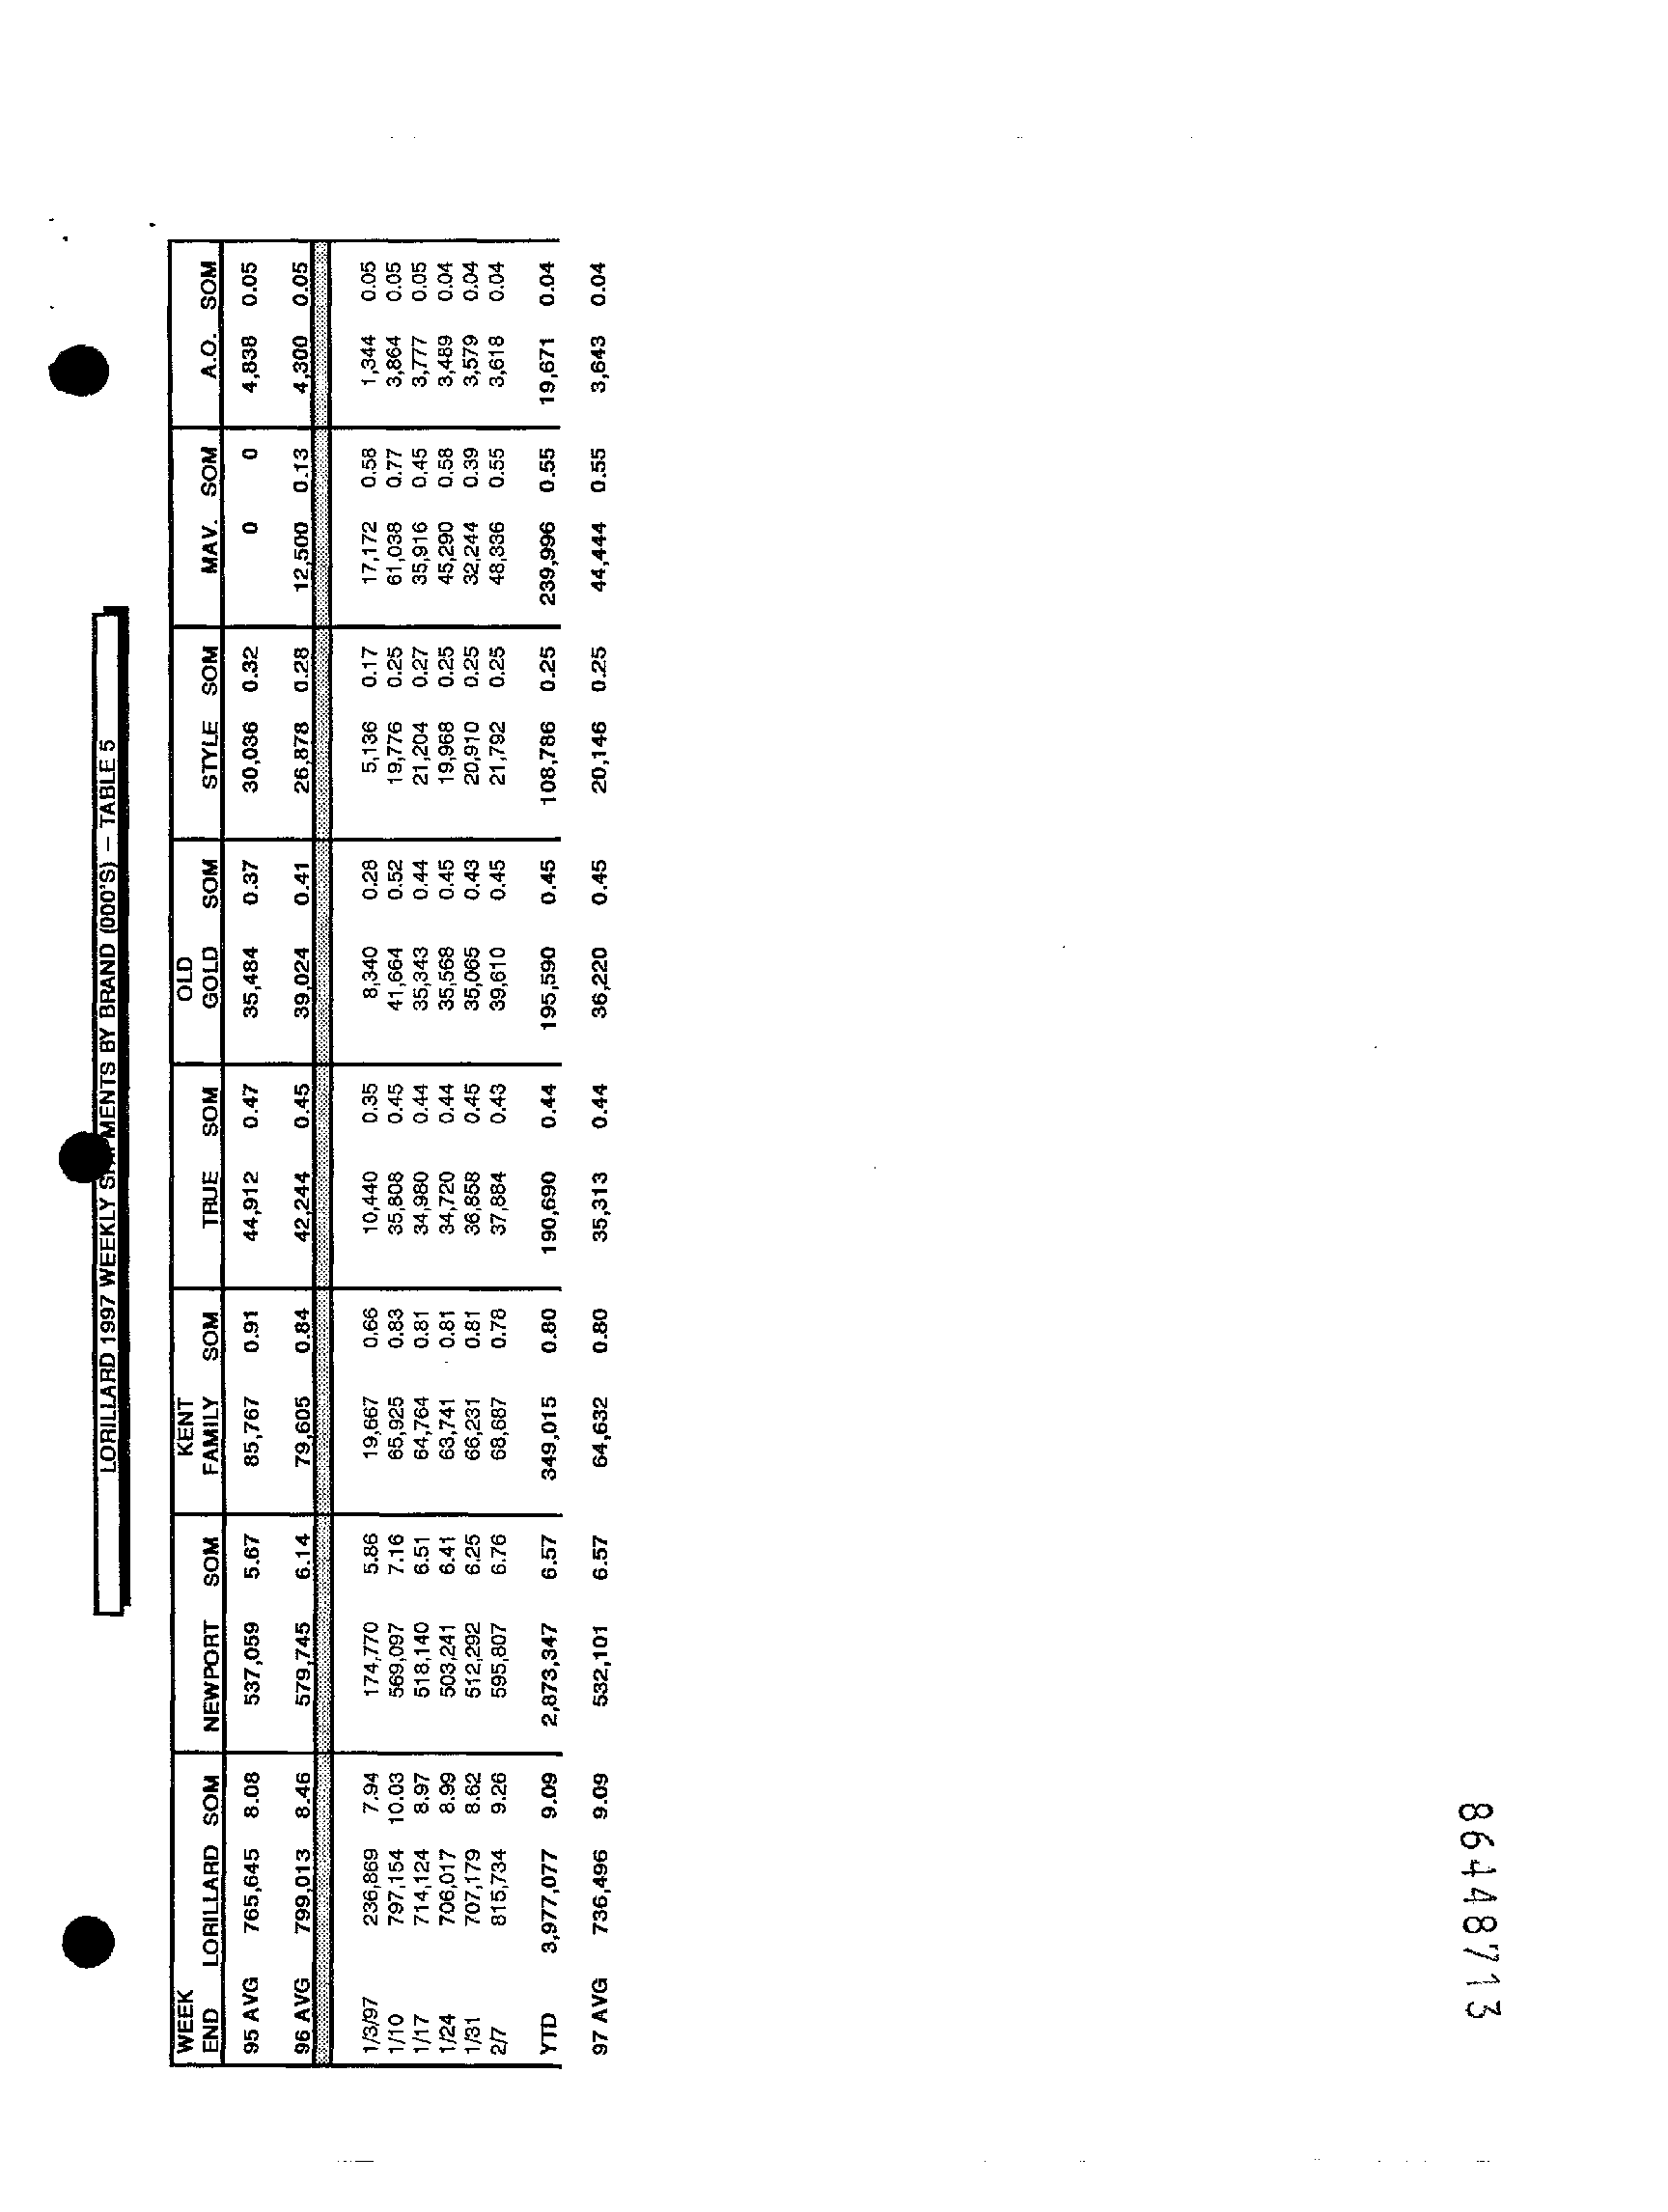 LORILLARD 1997 WEEKLY SHIPMENTS BY BRAND (000'S) – TABLE 5
WEEK KENT OLD
END LORILLARD SOM NEWPORT SOM FAMILY SOM TRUE SOM GOLD SOM STYLE SOM MAV. SOM A.O. SOM
95 AVG 765,645 8.08 537,059 5.67 85,767 0.91 44,912 0.47 35,484 0.37 30,036 0.32 0 0 4,838 0.05
96 AVG 799,013 8.46 579,745 6.14 79,605 0.84 42,244 0.45 39,024 0.41 26,878 0.28 12,500 0.13 4,300 0.05
1/3/97 236,869 7.94 174,770 5.86 19,667 0.66 10,440 0.35 8,340 0.28 5,136 0.17 17,172 0.58 1,344 0.05
1/10 797,154 10.03 569,097 7.16 65,925 0.83 35,808 0.45 41,664 0.52 19,776 0.25 61,038 0.77 3,864 0.05
1/17 714,124 8.97 518,140 6.51 64,764 0.81 34,980 0.44 35,343 0.44 21,204 0.27 35,916 0.45 3,777 0.05
1/24 706,017 8.99 503,241 6.41 63,741 0.81 34,720 0.44 35,568 0.45 19,968 0.25 45,290 0.58 3,489 0.04
1/31 707,179 8.62 512,292 6.25 66,231 0.81 36,858 0.45 35,065 0.43 20,910 0.25 32,244 0.39 3,579 0.04
2/7 815,734 9.26 595,807 6.76 68,687 0.78 37,884 0.43 39,610 0.45 21,792 0.25 48,336 0.55 3,618 0.04
YTD 3,977,077 9.09 2,873,347 6.57 349,015 0.80 190,690 0.44 195,590 0.45 108,786 0.25 239,996 0.55 19,671 0.04
97 AVG 736,496 9.09 532,101 6.57 64,632 0.80 35,313 0.44 36,220 0.45 20,146 0.25 44,444 0.55 3,643 0.04
86448713